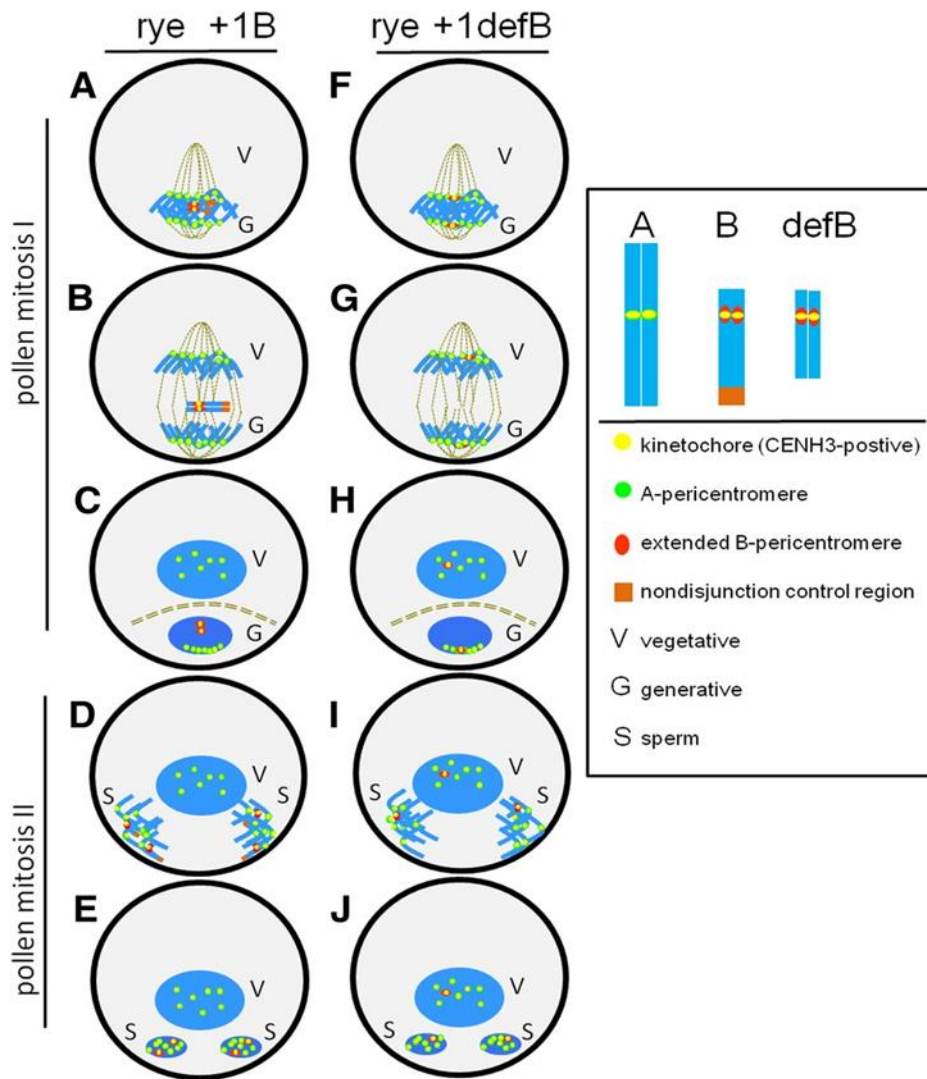 rye +1B
rye +1defB
A
V
G
F
V
G
B
V
G
G
V
G
C
V
G
H
V
G
D
S
V
S
I
S
V
S
E
V
S
S
J
V
S
S
pollen mitosis I
pollen mitosis II
A B defB
kinetochore (CENH3-postive)
A-pericentromere
extended B-pericentromere
nondisjunction control region
V vegetative
G generative
S sperm